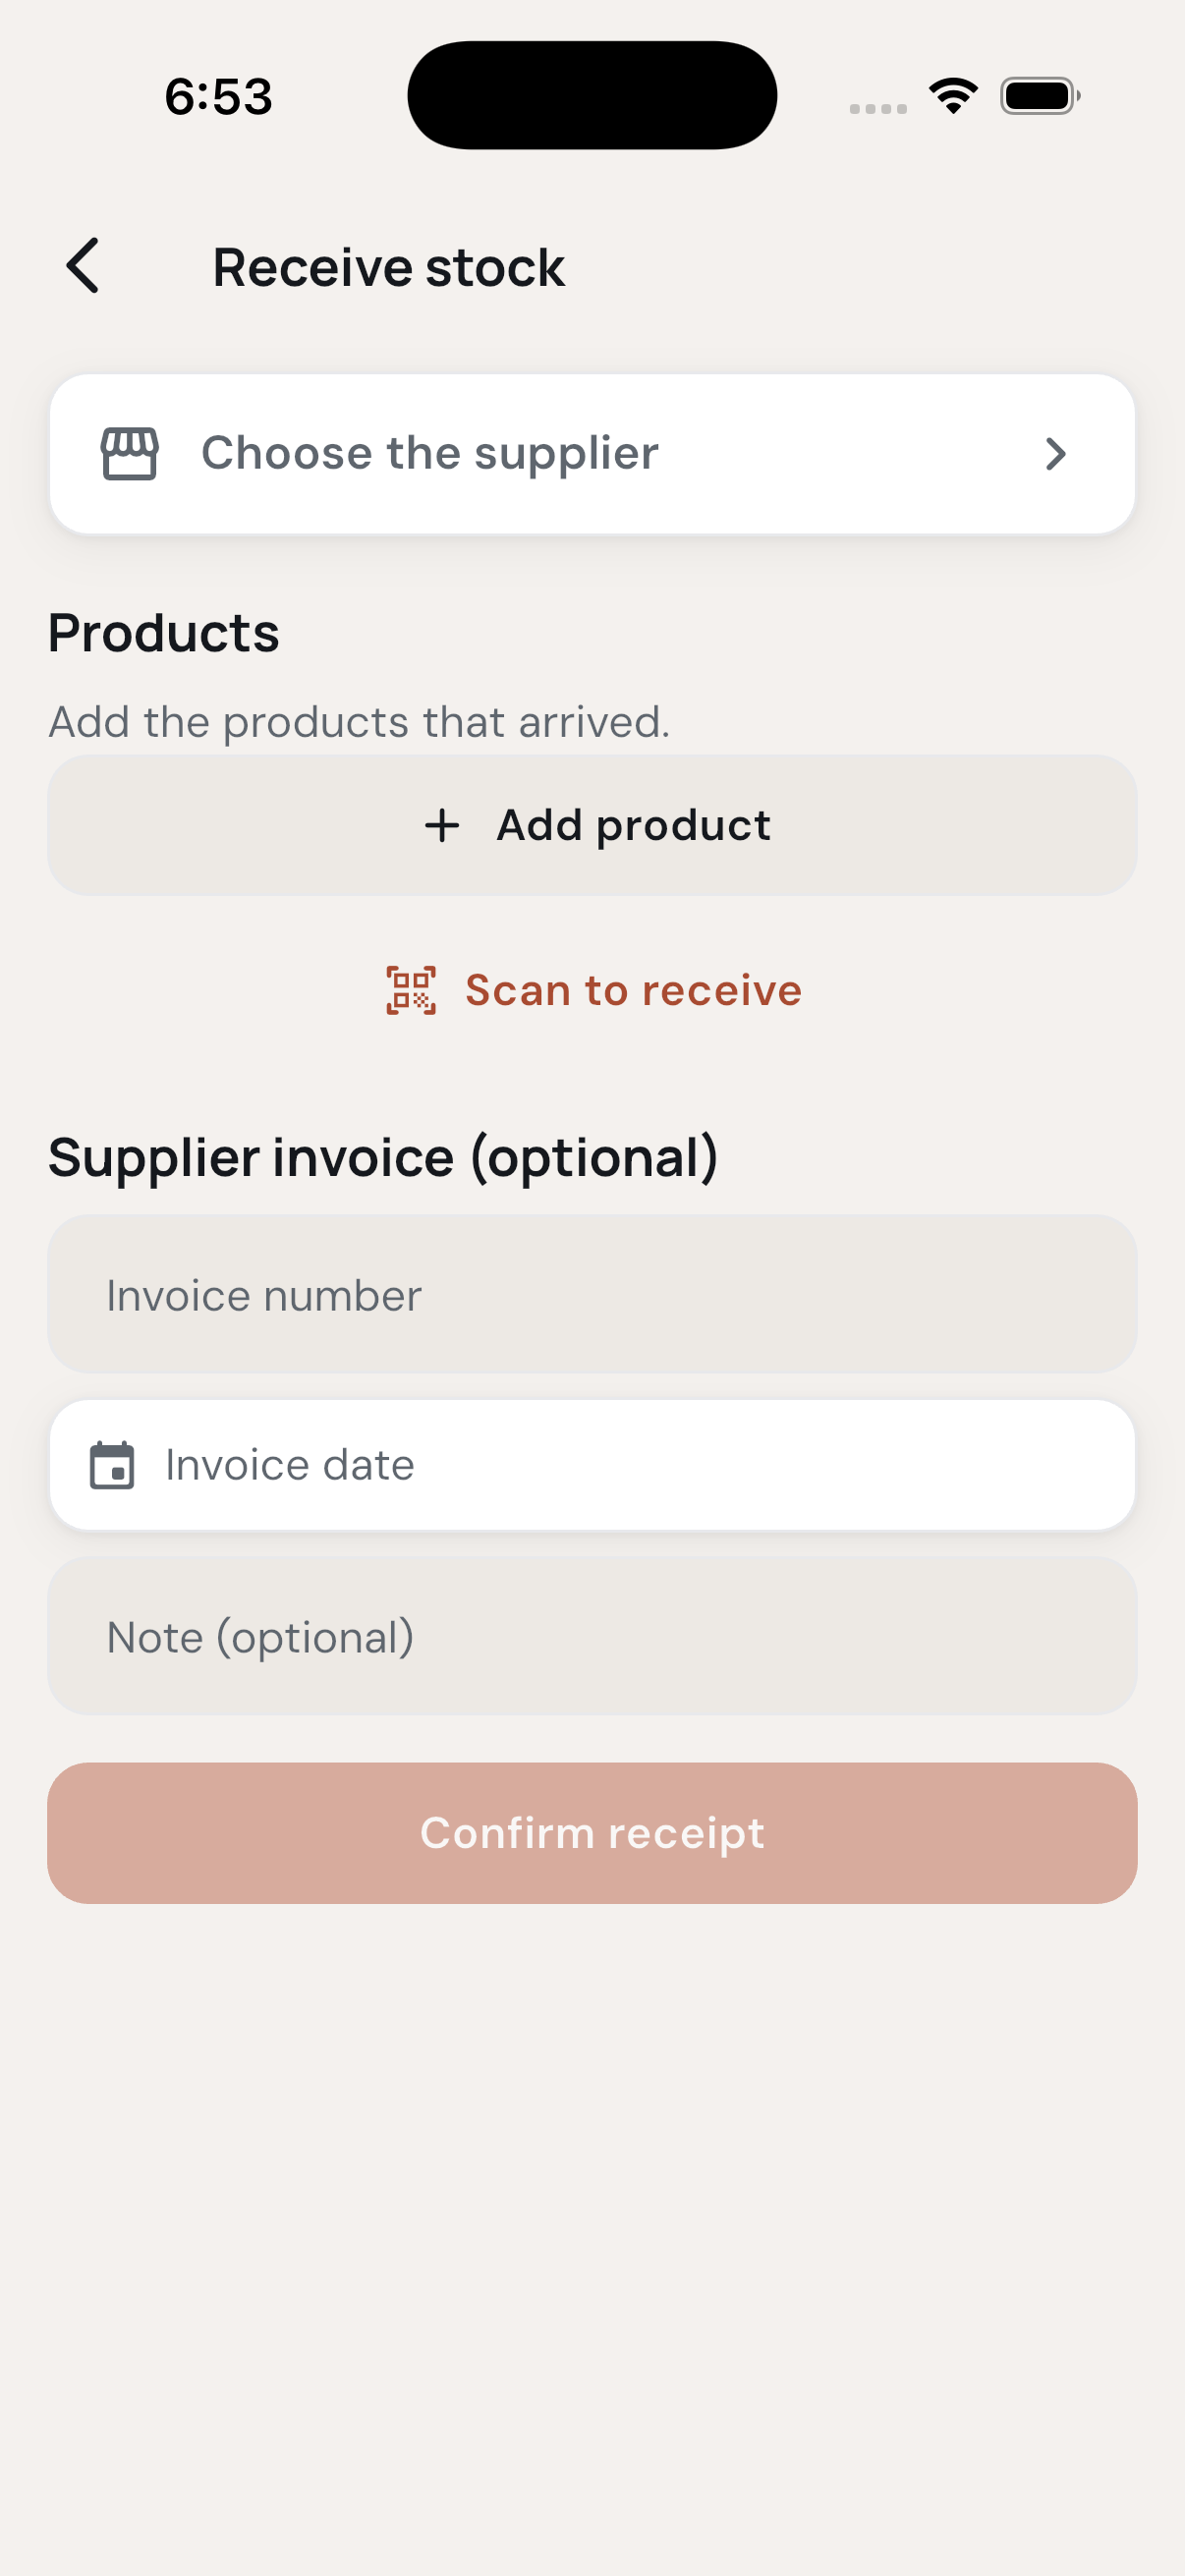 6:53
Receive stock
Choose the supplier
Products
Add the products that arrived.
Add product
Scan to receive
Supplier invoice (optional)
Invoice number
Invoice date
Note (optional)
Confirm receipt